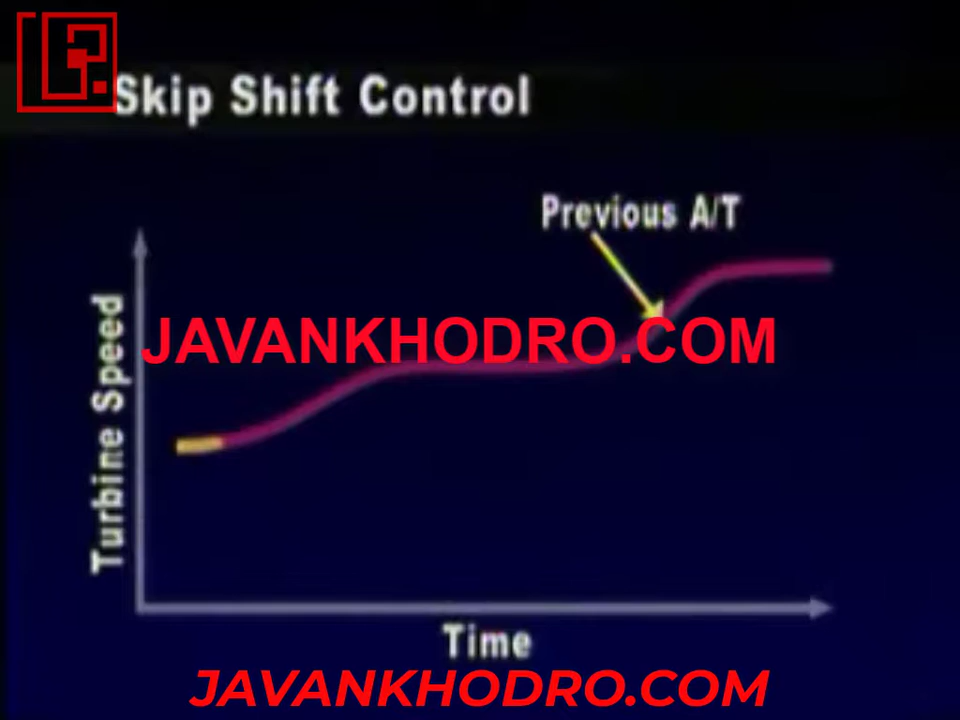 Skip Shift Control
Previous A/T
JAVANKHODRO.COM
Turbine Speed
Time
JAVANKHODRO.COM